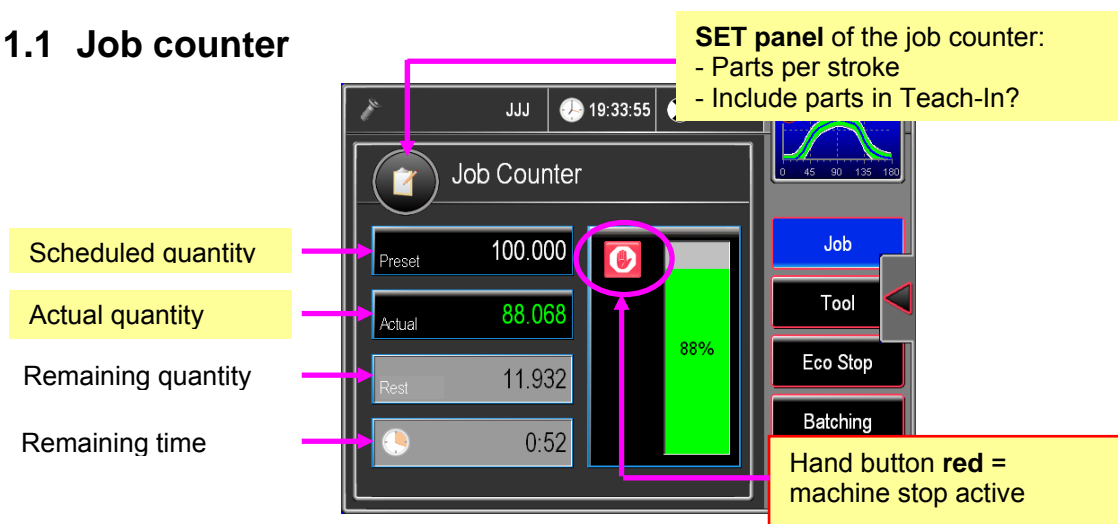 1.1 Job counter
SET panel of the job counter:
- Parts per stroke
- Include parts in Teach-In?
JJJ
19:33:55
0 45 90 135 180
Job Counter
Scheduled quantity
Preset
100.000
Actual quantity
Actual
88.068
88%
Remaining quantity
Rest
11.932
Remaining time
0:52
Job
Tool
Eco Stop
Batching
Hand button red =
machine stop active